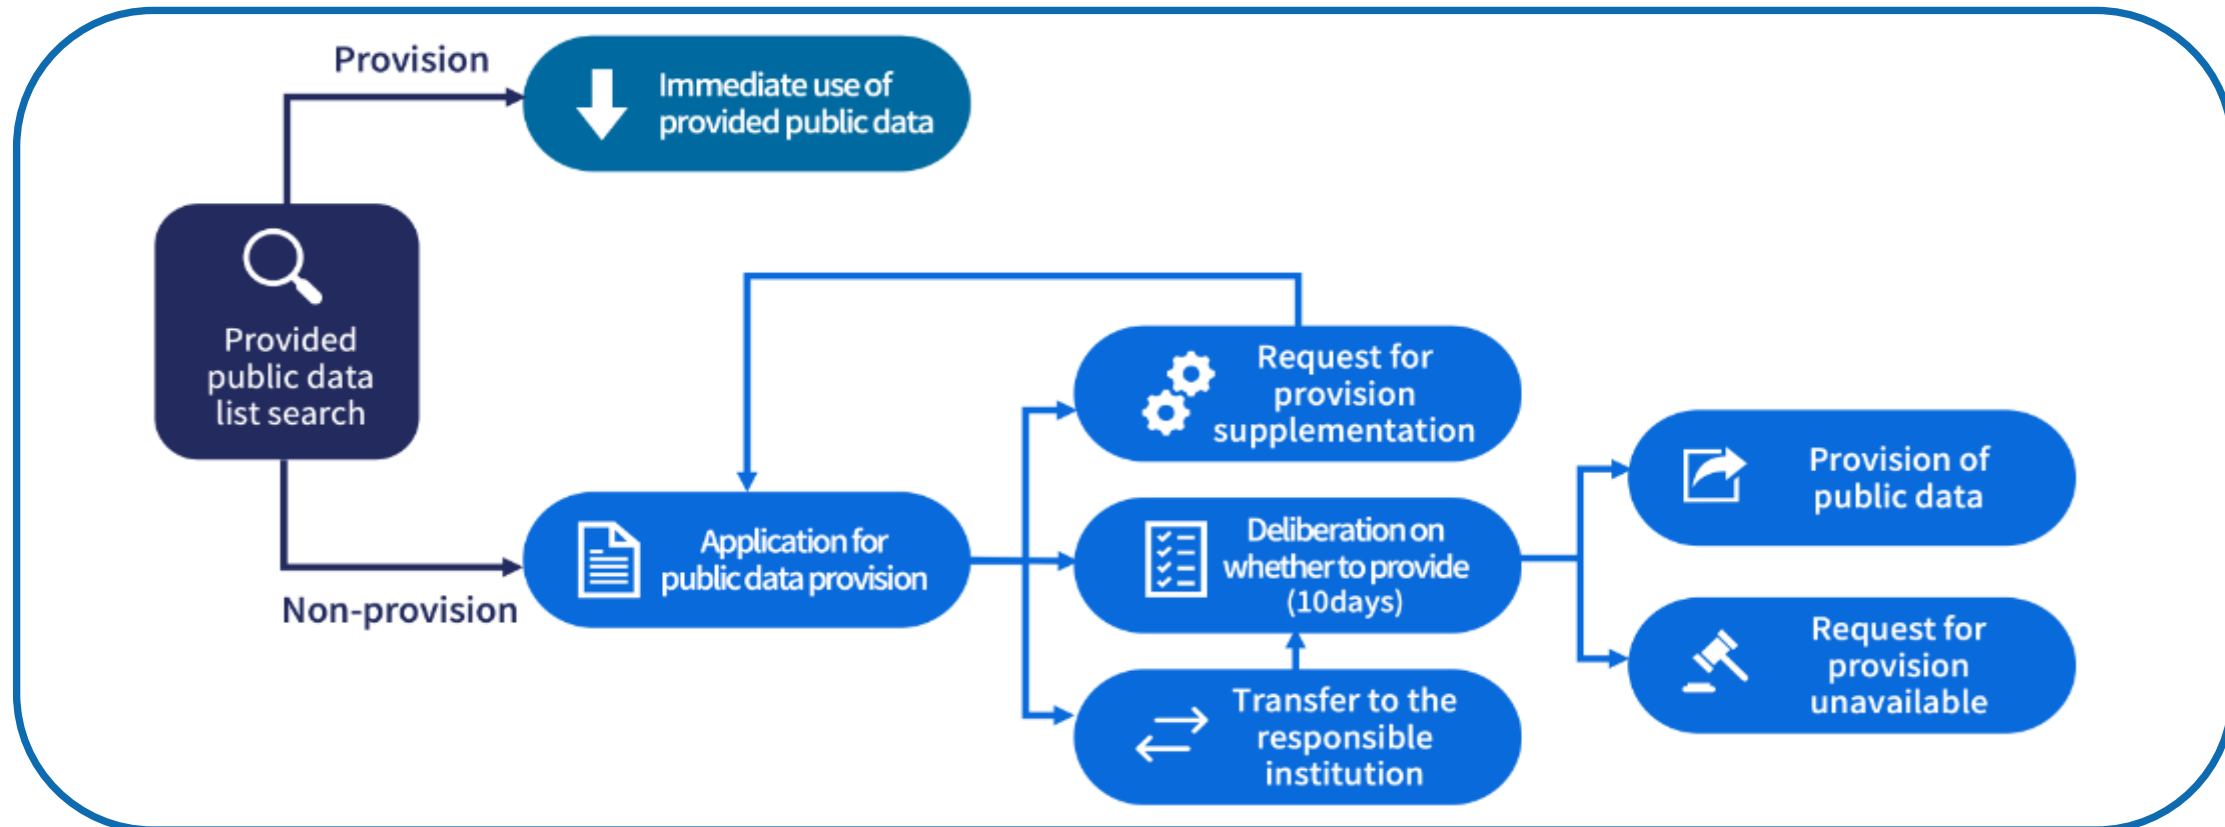 Provision
Immediate use of
provided public data
Provided
public data
list search
Non-provision
Application for
public data provision
Request for
provision
supplementation
Deliberation on
whether to provide
(10days)
Transfer to the
responsible
institution
Provision of
public data
Request for
provision
unavailable